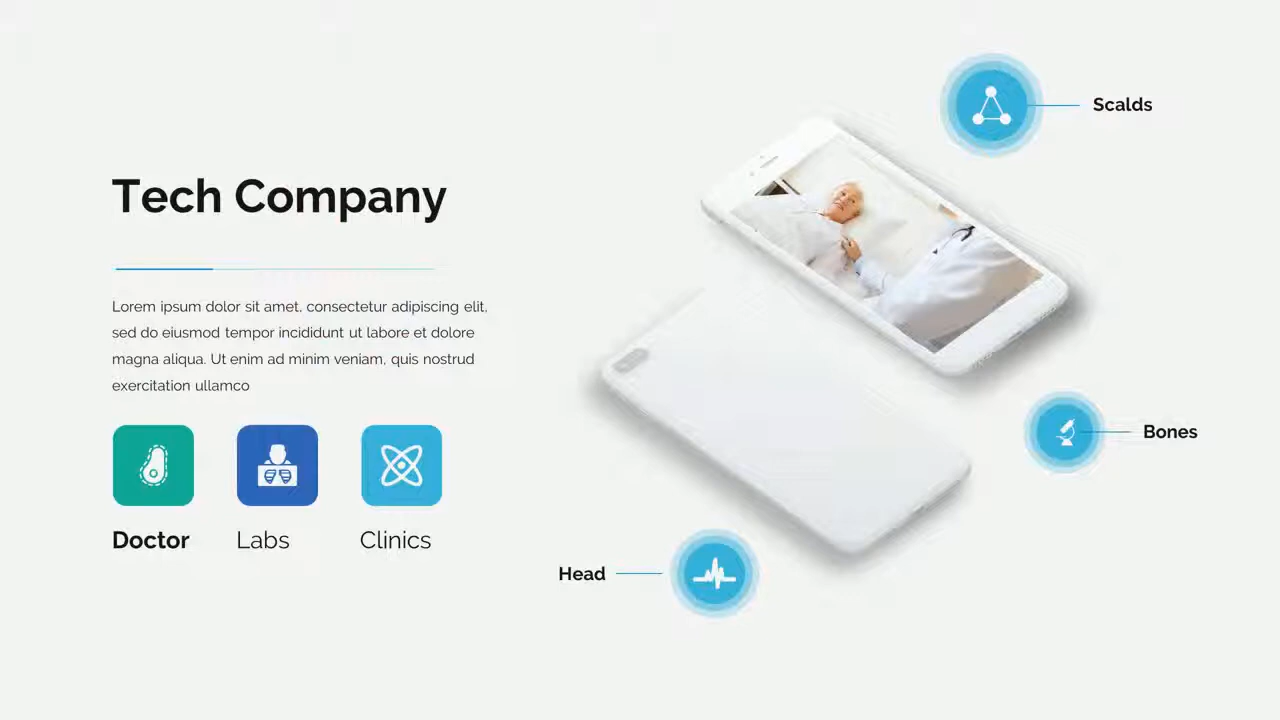 Tech Company
Lorem ipsum dolor sit amet, consectetur adipiscing elit,
sed do eiusmod tempor incididunt ut labore et dolore
magna aliqua. Ut enim ad minim veniam, quis nostrud
exercitation ullamco
Doctor
Labs
Clinics
Scalds
Bones
Head